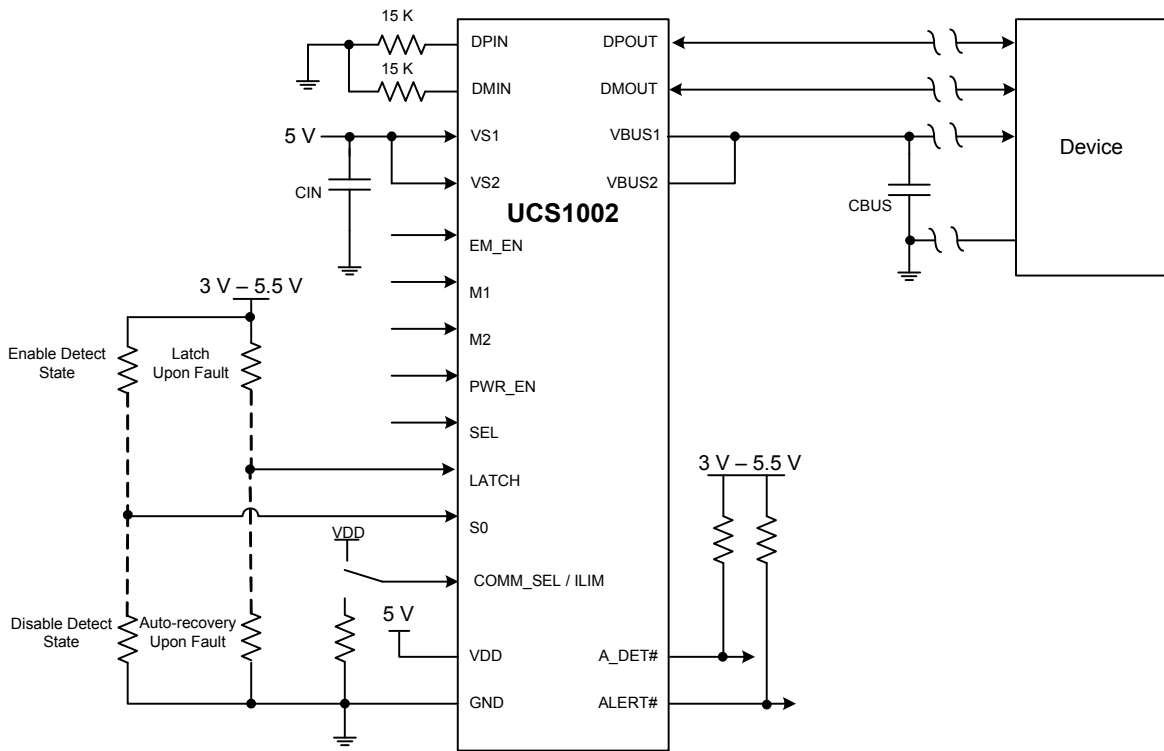 15 K
DPIN
DPOUT
15 K
DMIN
DMOUT
5 V
VS1
VBUS1
Device
CIN
VS2
VBUS2
CBUS
UCS1002
EM_EN
3 V – 5.5 V
M1
M2
Enable Detect
State
Latch
Upon Fault
PWR_EN
SEL
3 V – 5.5 V
LATCH
S0
VDD
COMM_SEL / ILIM
Disable Detect
State
Auto-recovery
Upon Fault
5 V
VDD
A_DET#
GND
ALERT#